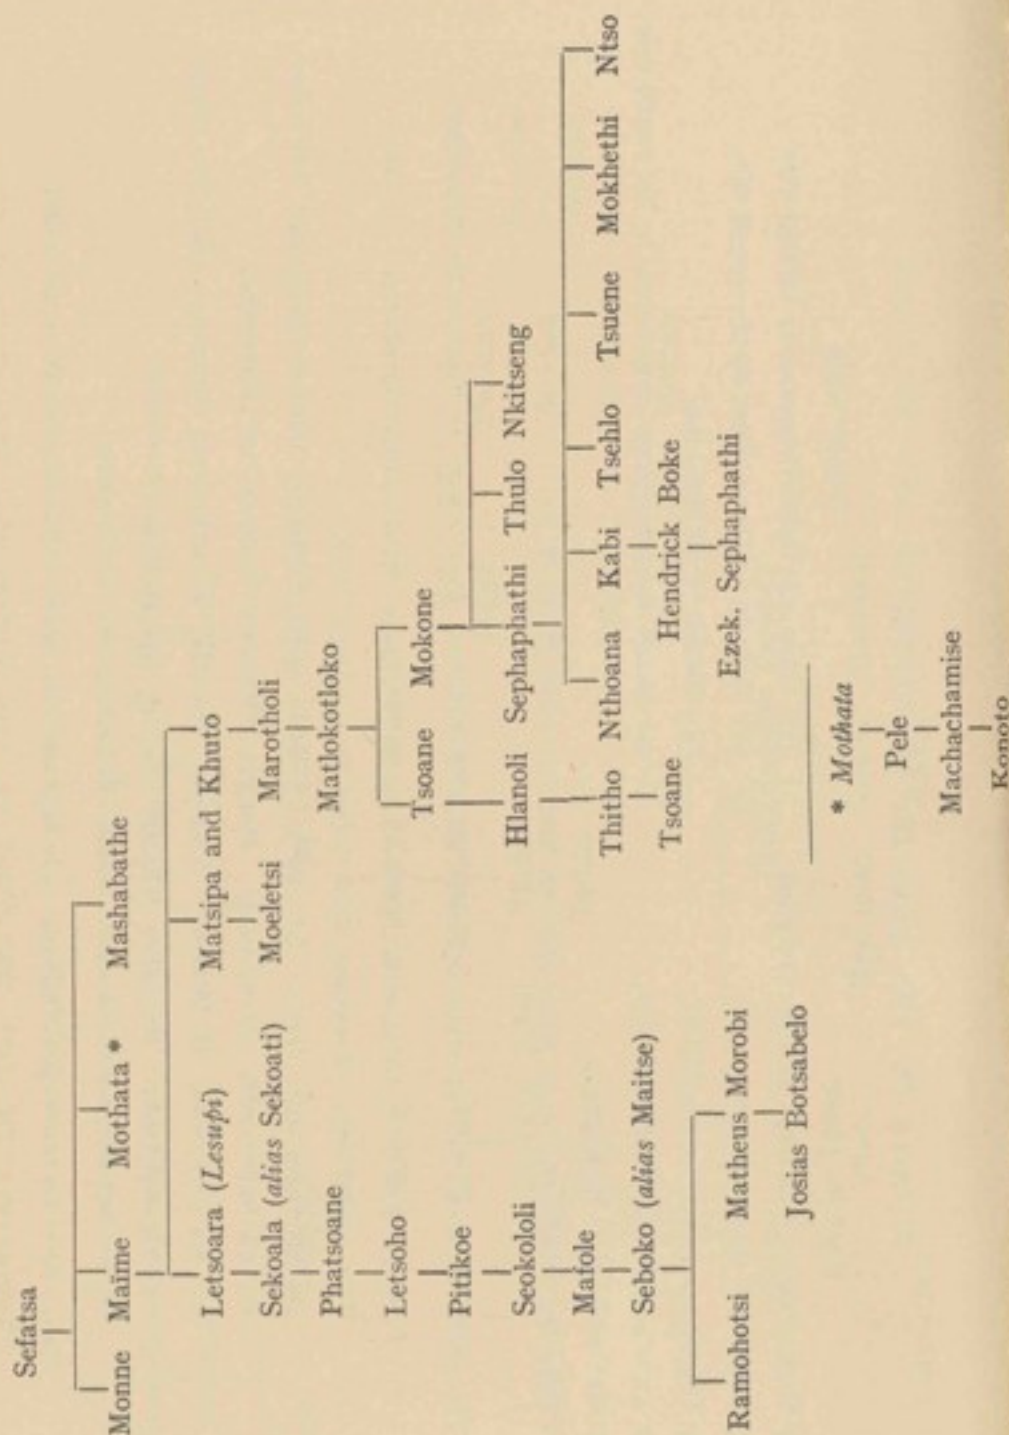 Sefatsa
Monne Maïme Mothata * Mashabathe
Letsoara (Lesupi) Matsipa and Khuto
Sekoala (alias Sekoati) Moeletsi Marotholi
Phatsoane Matlokotloko
Letsoho Tsoane Mokone
Pitikoe
Seokololi Hlanoli Sephaphathi Thulo Nkitseng
Mafole Thitho Nthoana Kabi Tsehlo Tsuene Mokhethi Ntso
Seboko (alias Maitse) Tsoane Hendrick Boke
Ramohotsi Matheus Morobi Ezek. Sephaphathi
Josias Botsabelo
* Mothata
Pele
Machachamise
Konoto